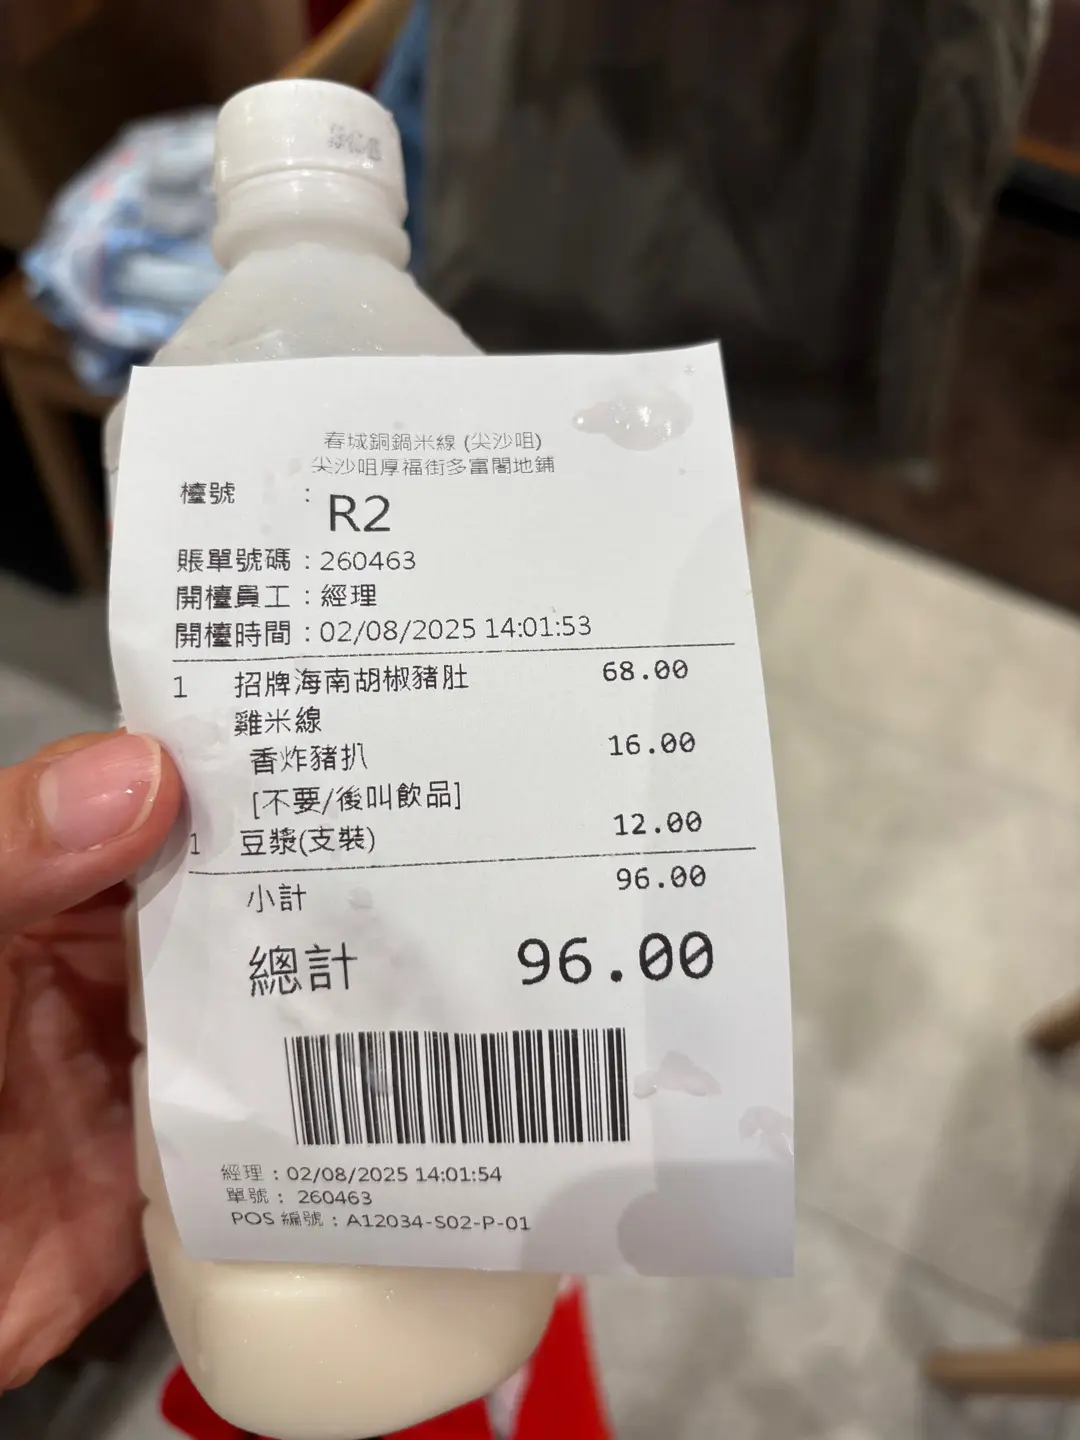 春城銅鍋米線 (尖沙咀)
尖沙咀厚福街多富閣地鋪
檯號 : R2
賬單號碼 : 260463
開檯員工 : 經理
開檯時間 : 02/08/2025 14:01:53
1 招牌海南胡椒豬肚 68.00
雞米線
香炸豬扒 16.00
[不要/後叫飲品]
1 豆漿(支裝) 12.00
小計 96.00
總計 96.00
經理 : 02/08/2025 14:01:54
單號 : 260463
POS 編號 : A12034-S02-P-01